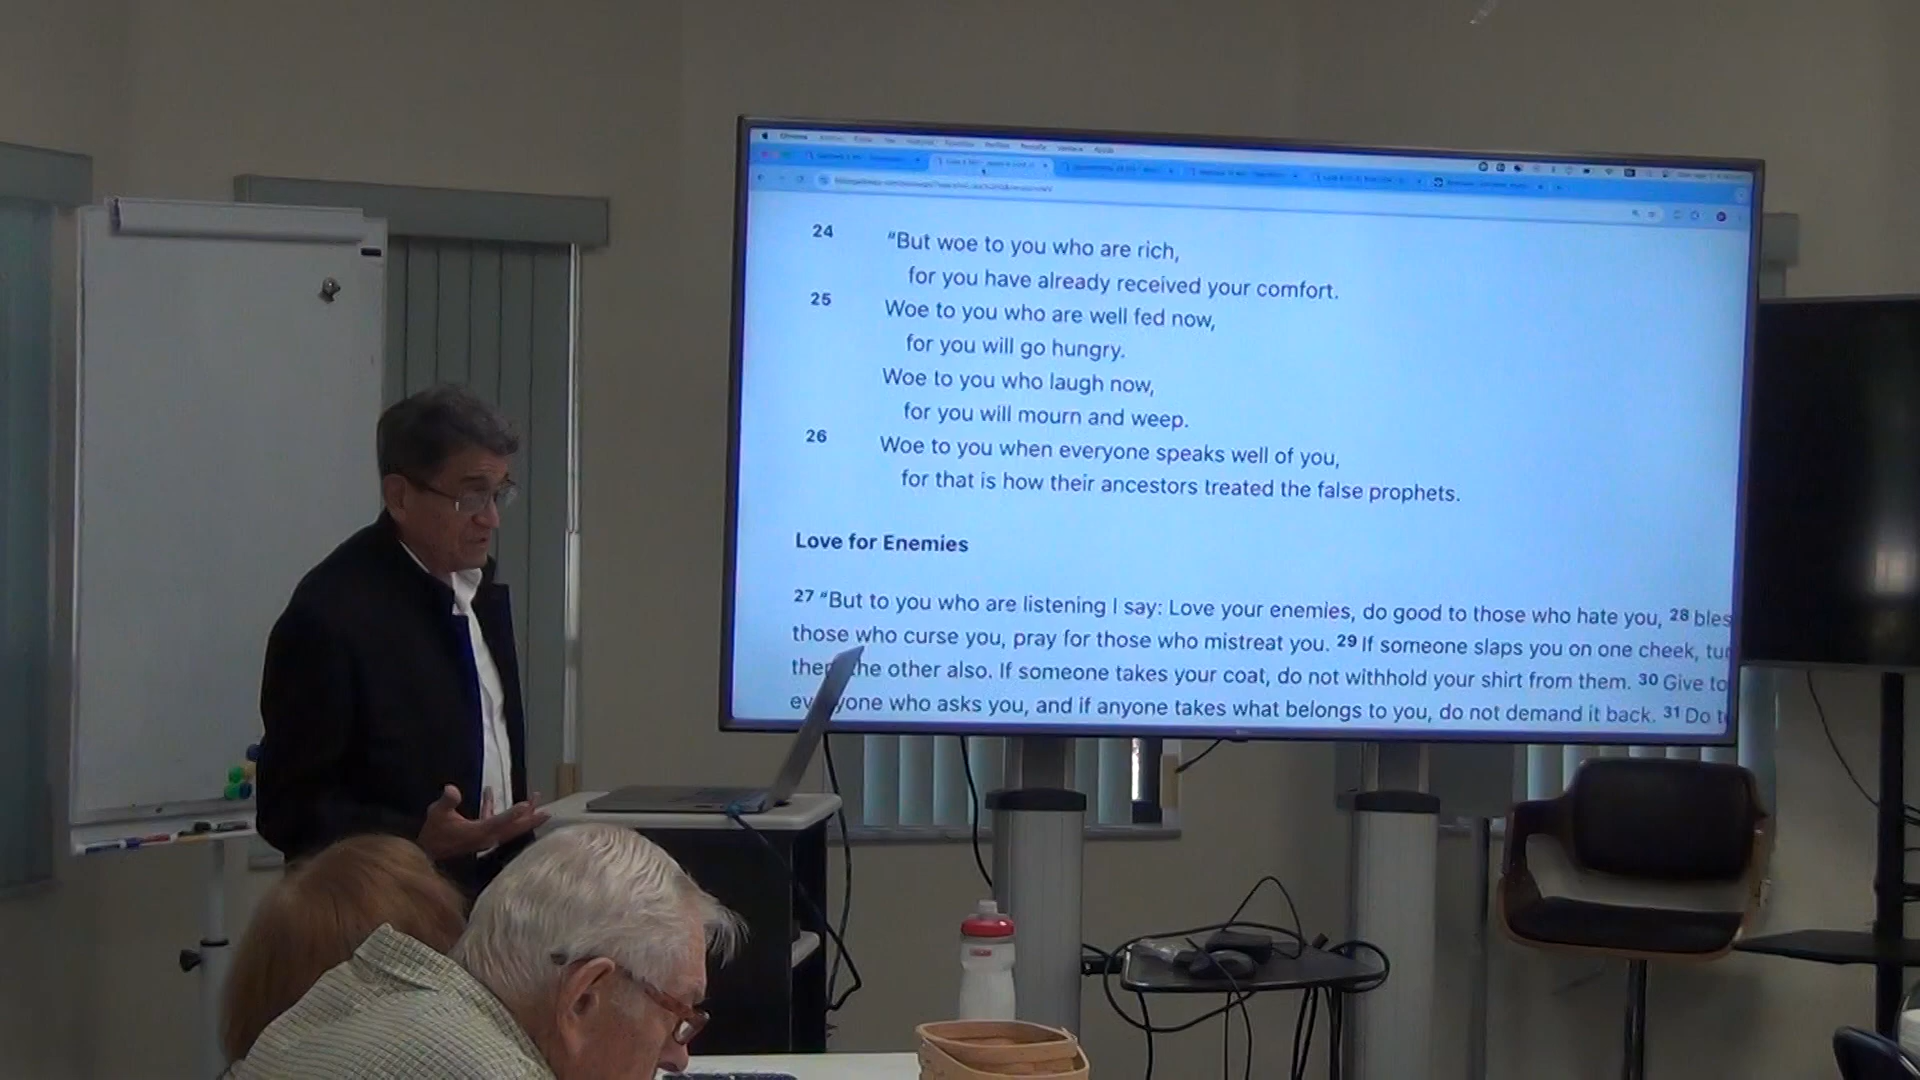 Chrome
24 "But woe to you who are rich,
for you have already received your comfort.
25 Woe to you who are well fed now,
for you will go hungry.
Woe to you who laugh now,
for you will mourn and weep.
26 Woe to you when everyone speaks well of you,
for that is how their ancestors treated the false prophets.
Love for Enemies
27 "But to you who are listening I say: Love your enemies, do good to those who hate you, 28 bles
those who curse you, pray for those who mistreat you. 29 If someone slaps you on one cheek, tur
the other also. If someone takes your coat, do not withhold your shirt from them. 30 Give to
who asks you, and if anyone takes what belongs to you, do not demand it back. 31 Do t